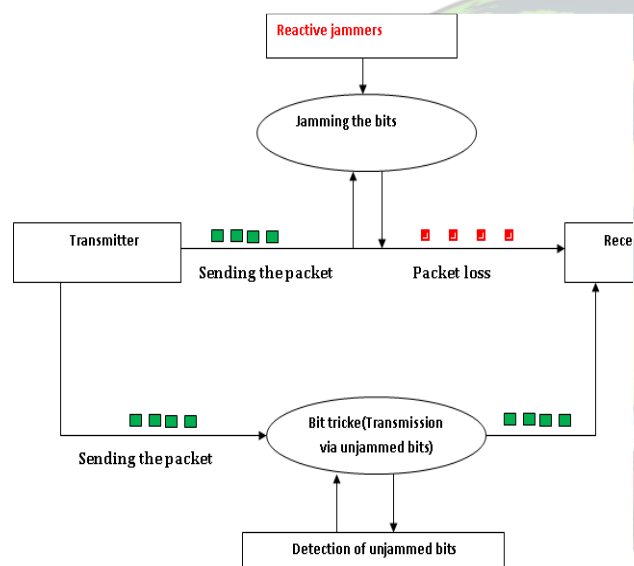 Reactive jammers
Jamming the bits
Transmitter
Rece
Sending the packet
Packet loss
Bit tricke(Transmission
via unjammed bits)
Sending the packet
Detection of unjammed bits